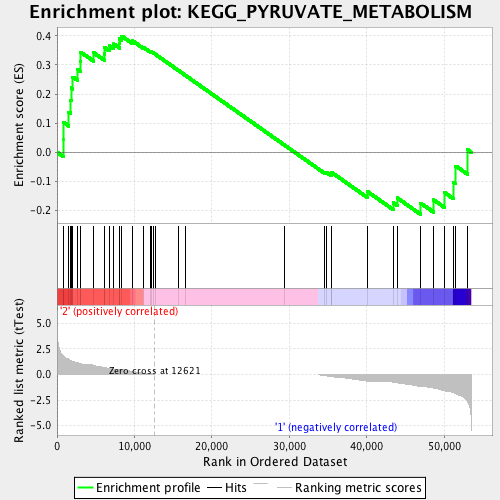 Enrichment plot: KEGG_PYRUVATE_METABOLISM
Enrichment score (ES)
0.4
0.3
0.2
0.1
0.0
-0.1
-0.2
'2' (positively correlated)
Ranked list metric (tTest)
5.0
2.5
0.0
-2.5
-5.0
Zero cross at 12621
'1' (negatively correlated)
0 10,000 20,000 30,000 40,000 50,000
Rank in Ordered Dataset
Enrichment profile Hits Ranking metric scores